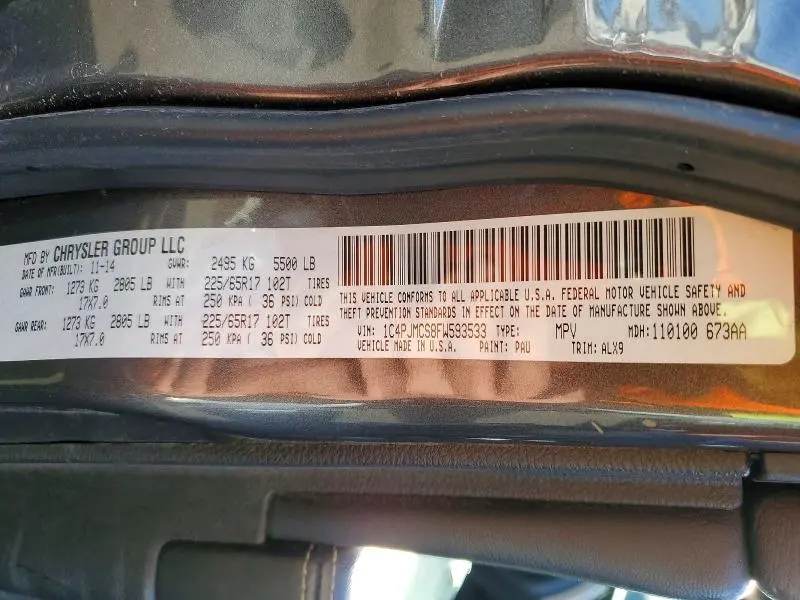 MFD BY CHRYSLER GROUP LLC
DATE OF MFR(BUILT): 11-14 GVWR: 2495 KG 5500 LB
GAWR FRONT: 1273 KG 2805 LB WITH 225/65R17 102T TIRES
17X7.0 RIMS AT 250 KPA ( 36 PSI) COLD
GAWR REAR: 1273 KG 2805 LB WITH 225/65R17 102T TIRES
17X7.0 RIMS AT 250 KPA ( 36 PSI) COLD
THIS VEHICLE CONFORMS TO ALL APPLICABLE U.S.A. FEDERAL MOTOR VEHICLE SAFETY AND
THEFT PREVENTION STANDARDS IN EFFECT ON THE DATE OF MANUFACTURE SHOWN ABOVE.
VIN: 1C4PJMCS9FW593533 TYPE: MPV MDH: 110100 673AA
VEHICLE MADE IN U.S.A. PAINT: PAU TRIM: ALX9